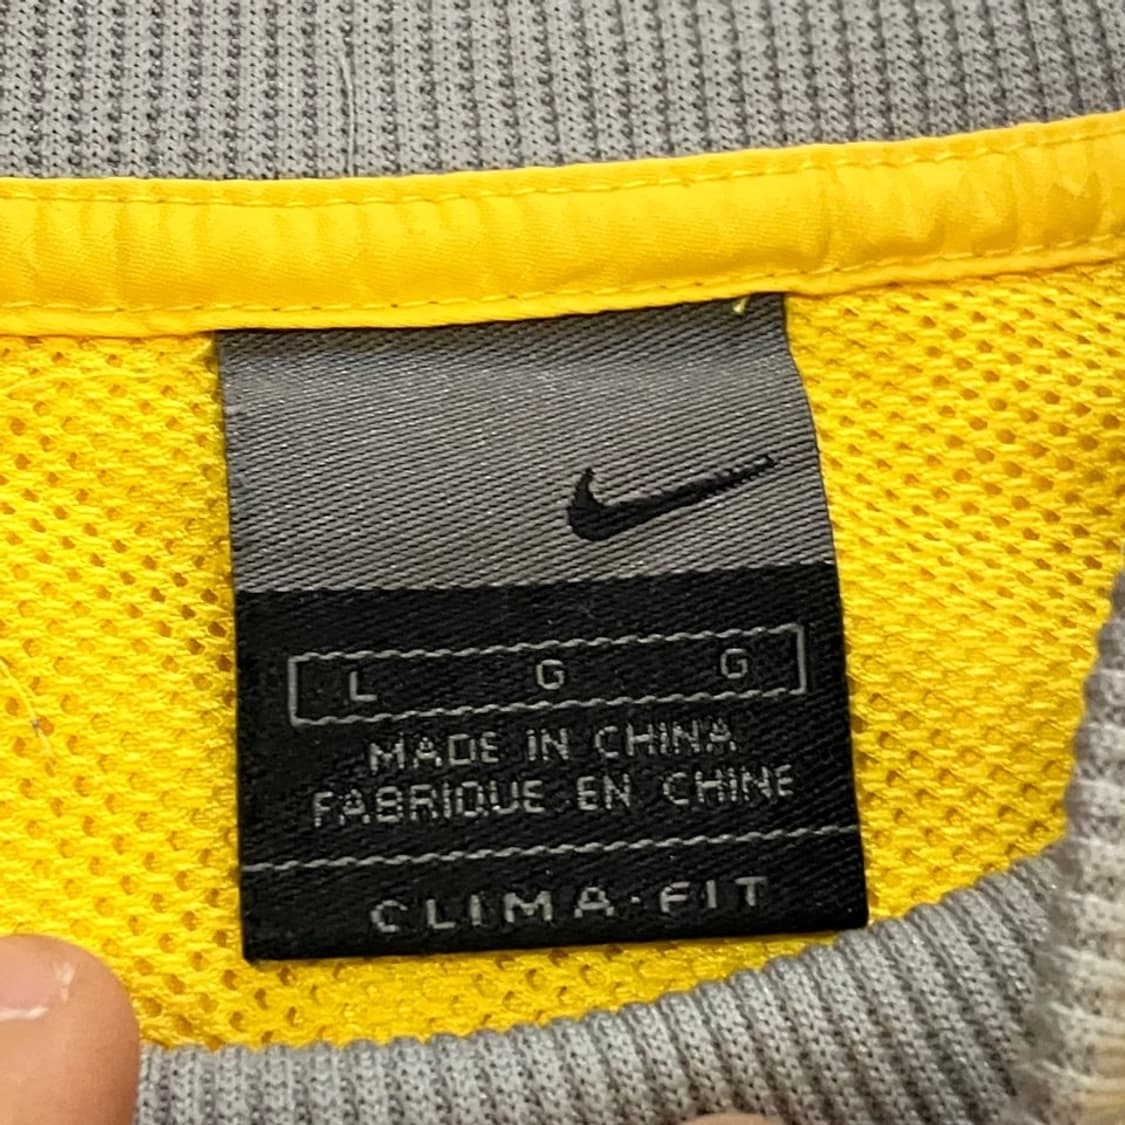 L G G
MADE IN CHINA
FABRIQUE EN CHINE
CLIMA-FIT